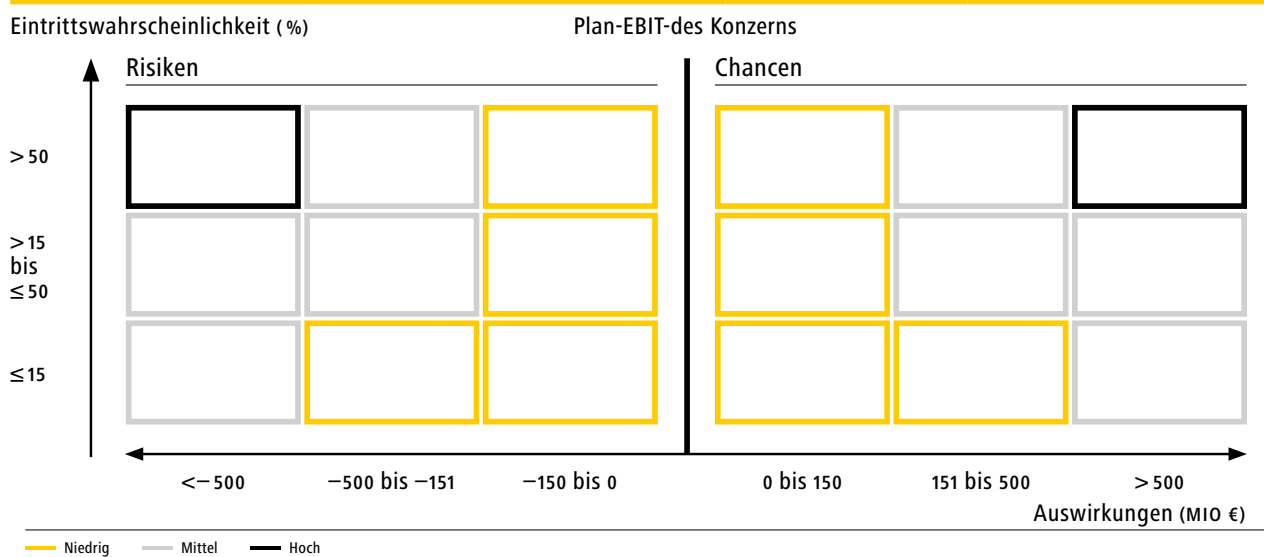 Eintrittswahrscheinlichkeit (%) Plan-EBIT-des Konzerns
Risiken Chancen
> 50
> 15
bis
≤ 50
≤ 15
<−500 −500 bis −151 −150 bis 0 0 bis 150 151 bis 500 > 500
Auswirkungen (MIO €)
Niedrig Mittel Hoch